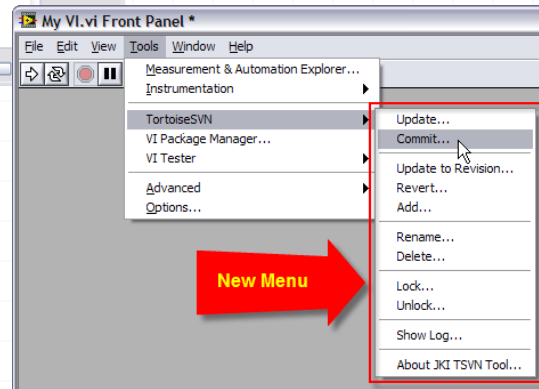 My VI.vi Front Panel *
File Edit View Tools Window Help
Measurement & Automation Explorer...
Instrumentation
TortoiseSVN
VI Package Manager...
VI Tester
Advanced
Options...
Update...
Commit...
Update to Revision...
Revert...
Add...
Rename...
Delete...
Lock...
Unlock...
Show Log...
About JKI TSVN Tool...
New Menu